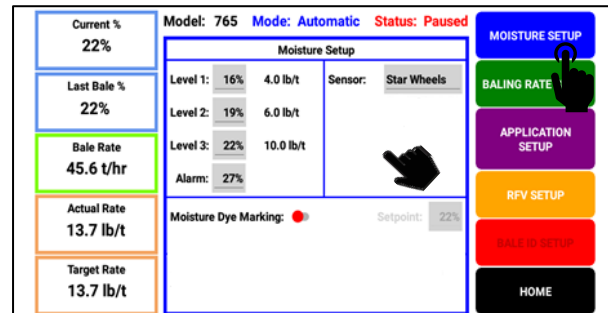 Current %
22%
Last Bale %
22%
Bale Rate
45.6 t/hr
Actual Rate
13.7 lb/t
Target Rate
13.7 lb/t
Model: 765 Mode: Automatic Status: Paused
Moisture Setup
Level 1: 16% 4.0 lb/t
Level 2: 19% 6.0 lb/t
Level 3: 22% 10.0 lb/t
Alarm: 27%
Sensor: Star Wheels
Moisture Dye Marking: Setpoint: 22%
MOISTURE SETUP
BALING RATE
APPLICATION
SETUP
RFV SETUP
BALE ID SETUP
HOME